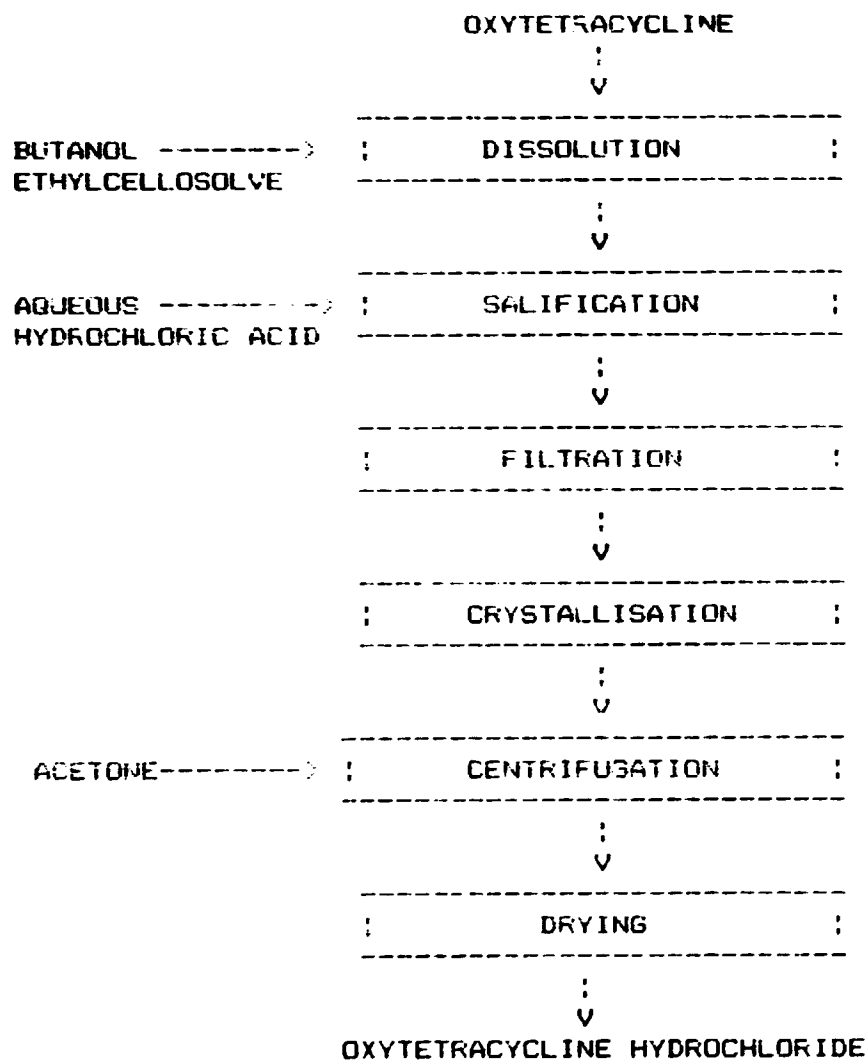 OXYTETRACYCLINE
BUTANOL
ETHYLCELLOSOLVE
DISSOLUTION
AQUEOUS
HYDROCHLORIC ACID
SALIFICATION
FILTRATION
CRYSTALLISATION
ACETONE
CENTRIFUGATION
DRYING
OXYTETRACYCLINE HYDROCHLORIDE